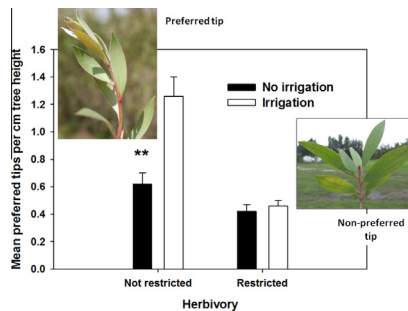 Preferred tip
Mean preferred tips per cm tree height
1.6
1.4
1.2
1.0
0.8
0.6
0.4
0.2
0.0
No irrigation
Irrigation
**
Non-preferred
tip
Not restricted
Restricted
Herbivory